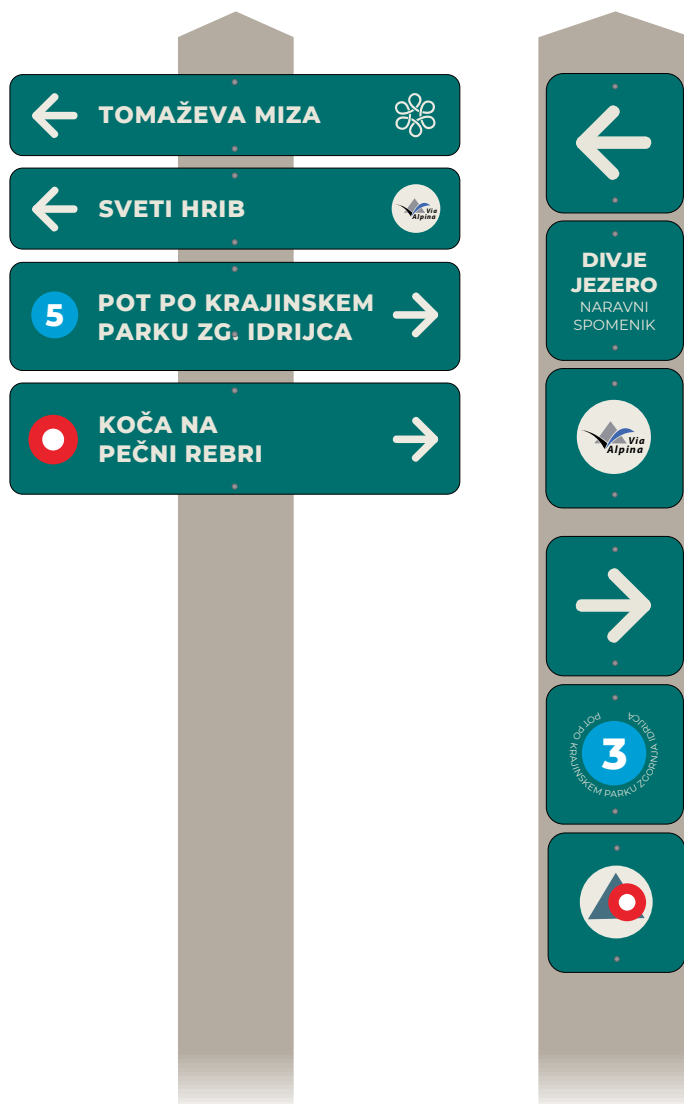 TOMAŽEVA MIZA
SVETI HRIB
Via
Alpina
5
POT PO KRAJINSKEM
PARKU ZG. IDRIJCA
KOČA NA
PEČNI REBRI
DIVJE
JEZERO
NARAVNI
SPOMENIK
Via
Alpina
POT PO KRAJINSKEM PARKU ZGORNJA IDRIJCA
3